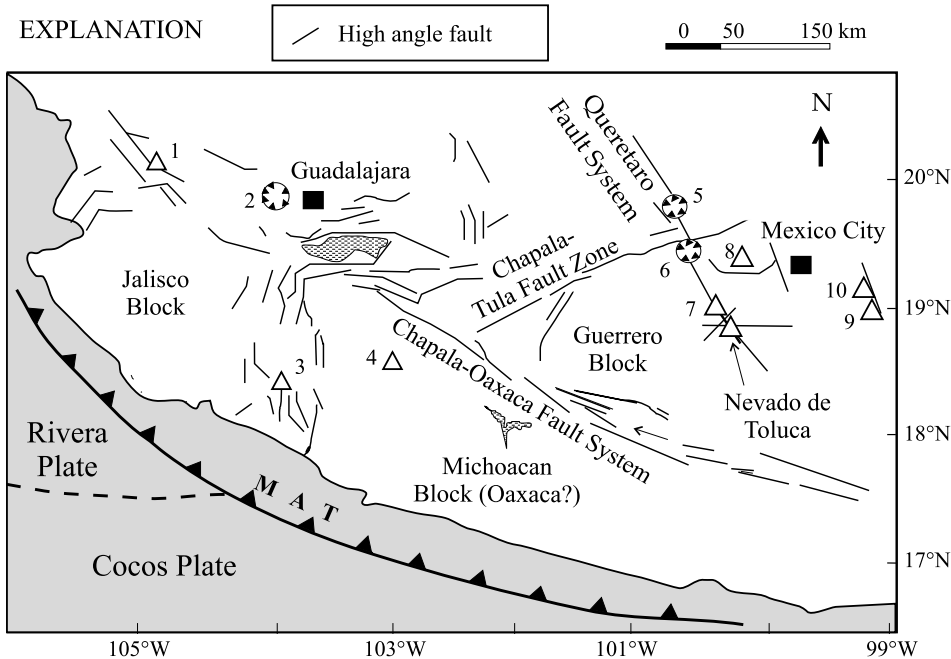 EXPLANATION
High angle fault
0 50 150 km
N
1
2
Guadalajara
Queretaro
Fault System
5
20°N
Mexico City
8
6
Chapala-
Tula Fault Zone
Jalisco
Block
10
9
19°N
7
Chapala-Oaxaca Fault System
Guerrero
Block
3
4
Nevado de
Toluca
18°N
Rivera
Plate
Michoacan
Block (Oaxaca?)
M A T
Cocos Plate
17°N
105°W 103°W 101°W 99°W